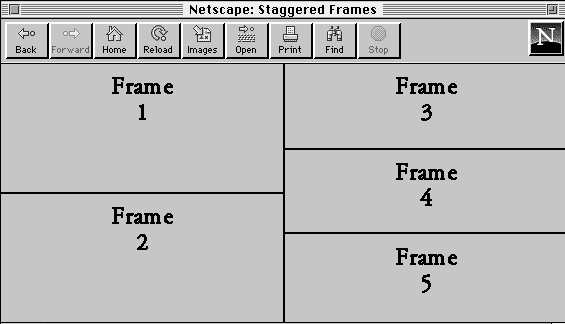 Netscape: Staggered Frames
Back Forward Home Reload Images Open Print Find Stop
N
Frame
1
Frame
2
Frame
3
Frame
4
Frame
5